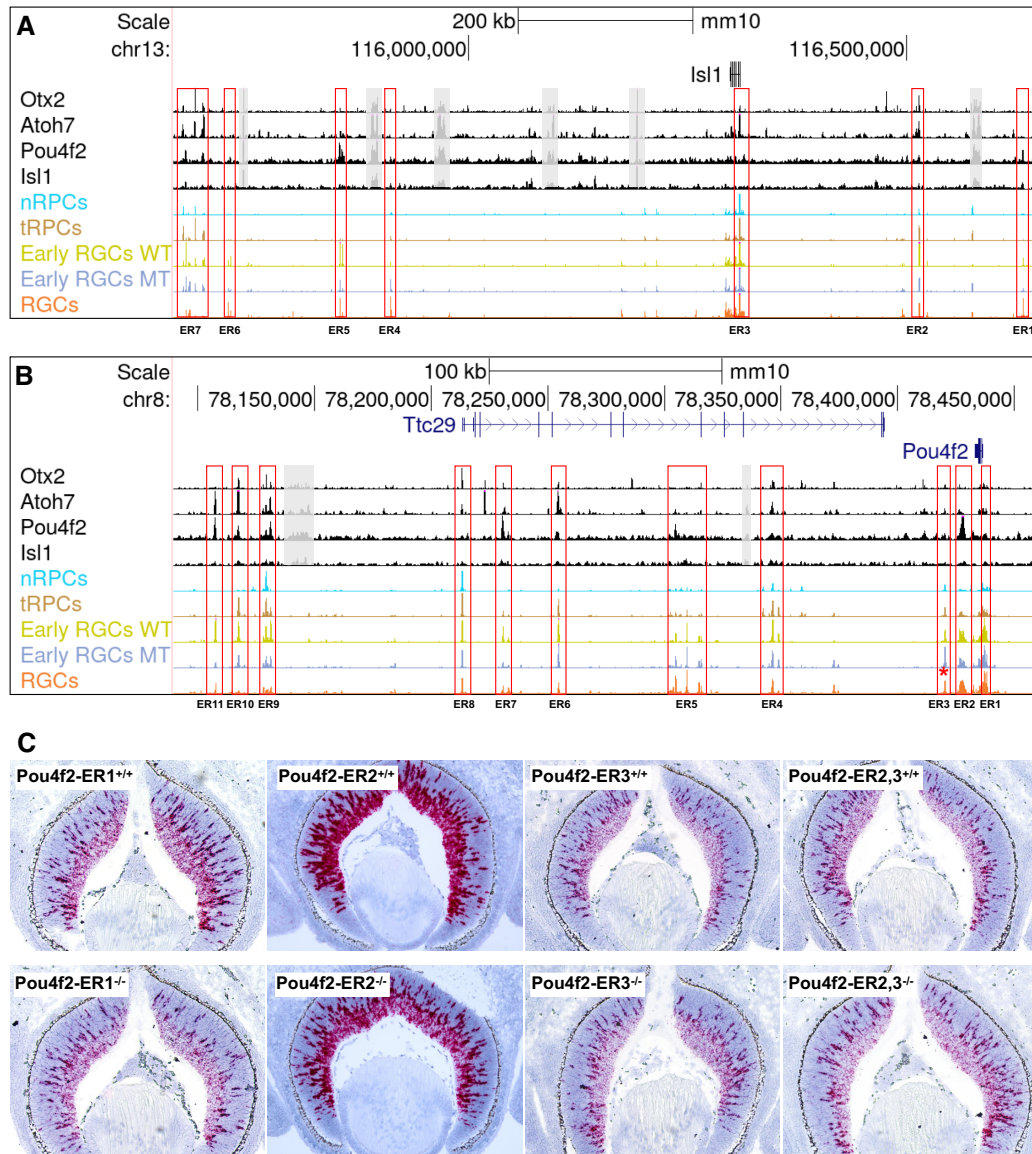 A
Scale 200 kb mm10
chr13: 116,000,000 116,500,000
Isl1
Otx2
Atoh7
Pou4f2
Isl1
nRPCs
tRPCs
Early RGCs WT
Early RGCs MT
RGCs
ER7 ER6 ER5 ER4 ER3 ER2 ER1
B
Scale 100 kb mm10
chr8: 78,150,000 78,200,000 78,250,000 78,300,000 78,350,000 78,400,000 78,450,000
Ttc29
Pou4f2
Otx2
Atoh7
Pou4f2
Isl1
nRPCs
tRPCs
Early RGCs WT
Early RGCs MT
*
RGCs
ER11 ER10 ER9 ER8 ER7 ER6 ER5 ER4 ER3 ER2 ER1
C
Pou4f2-ER1+/+ Pou4f2-ER2+/+ Pou4f2-ER3+/+ Pou4f2-ER2,3+/+
Pou4f2-ER1-/- Pou4f2-ER2-/- Pou4f2-ER3-/- Pou4f2-ER2,3-/-